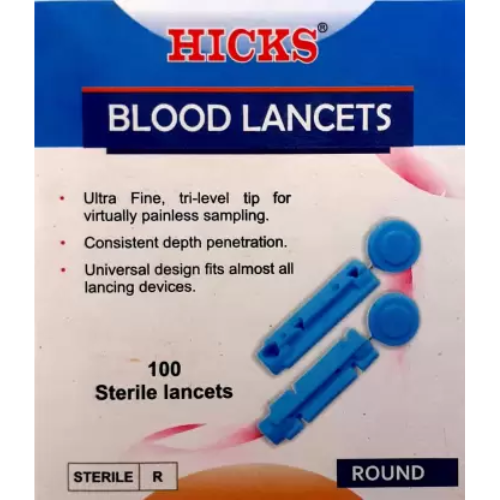 HICKS®
BLOOD LANCETS
• Ultra Fine, tri-level tip for
virtually painless sampling.
• Consistent depth penetration.
• Universal design fits almost all
lancing devices.
100
Sterile lancets
STERILE R
ROUND